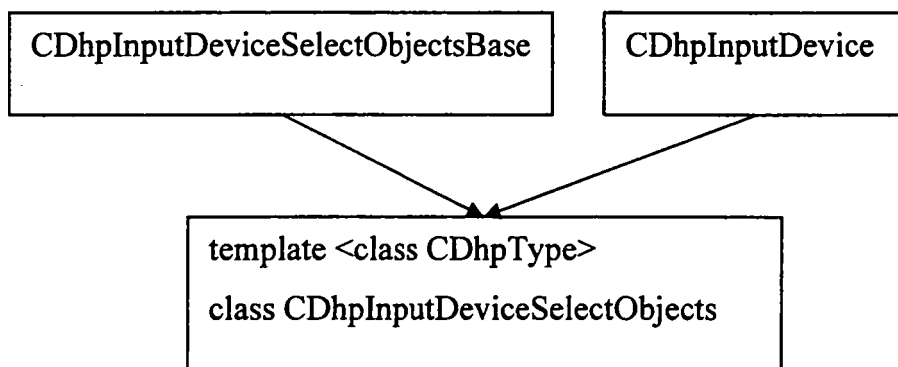 CDhpInputDeviceSelectObjectsBase
CDhpInputDevice
template <class CDhpType>
class CDhpInputDeviceSelectObjects